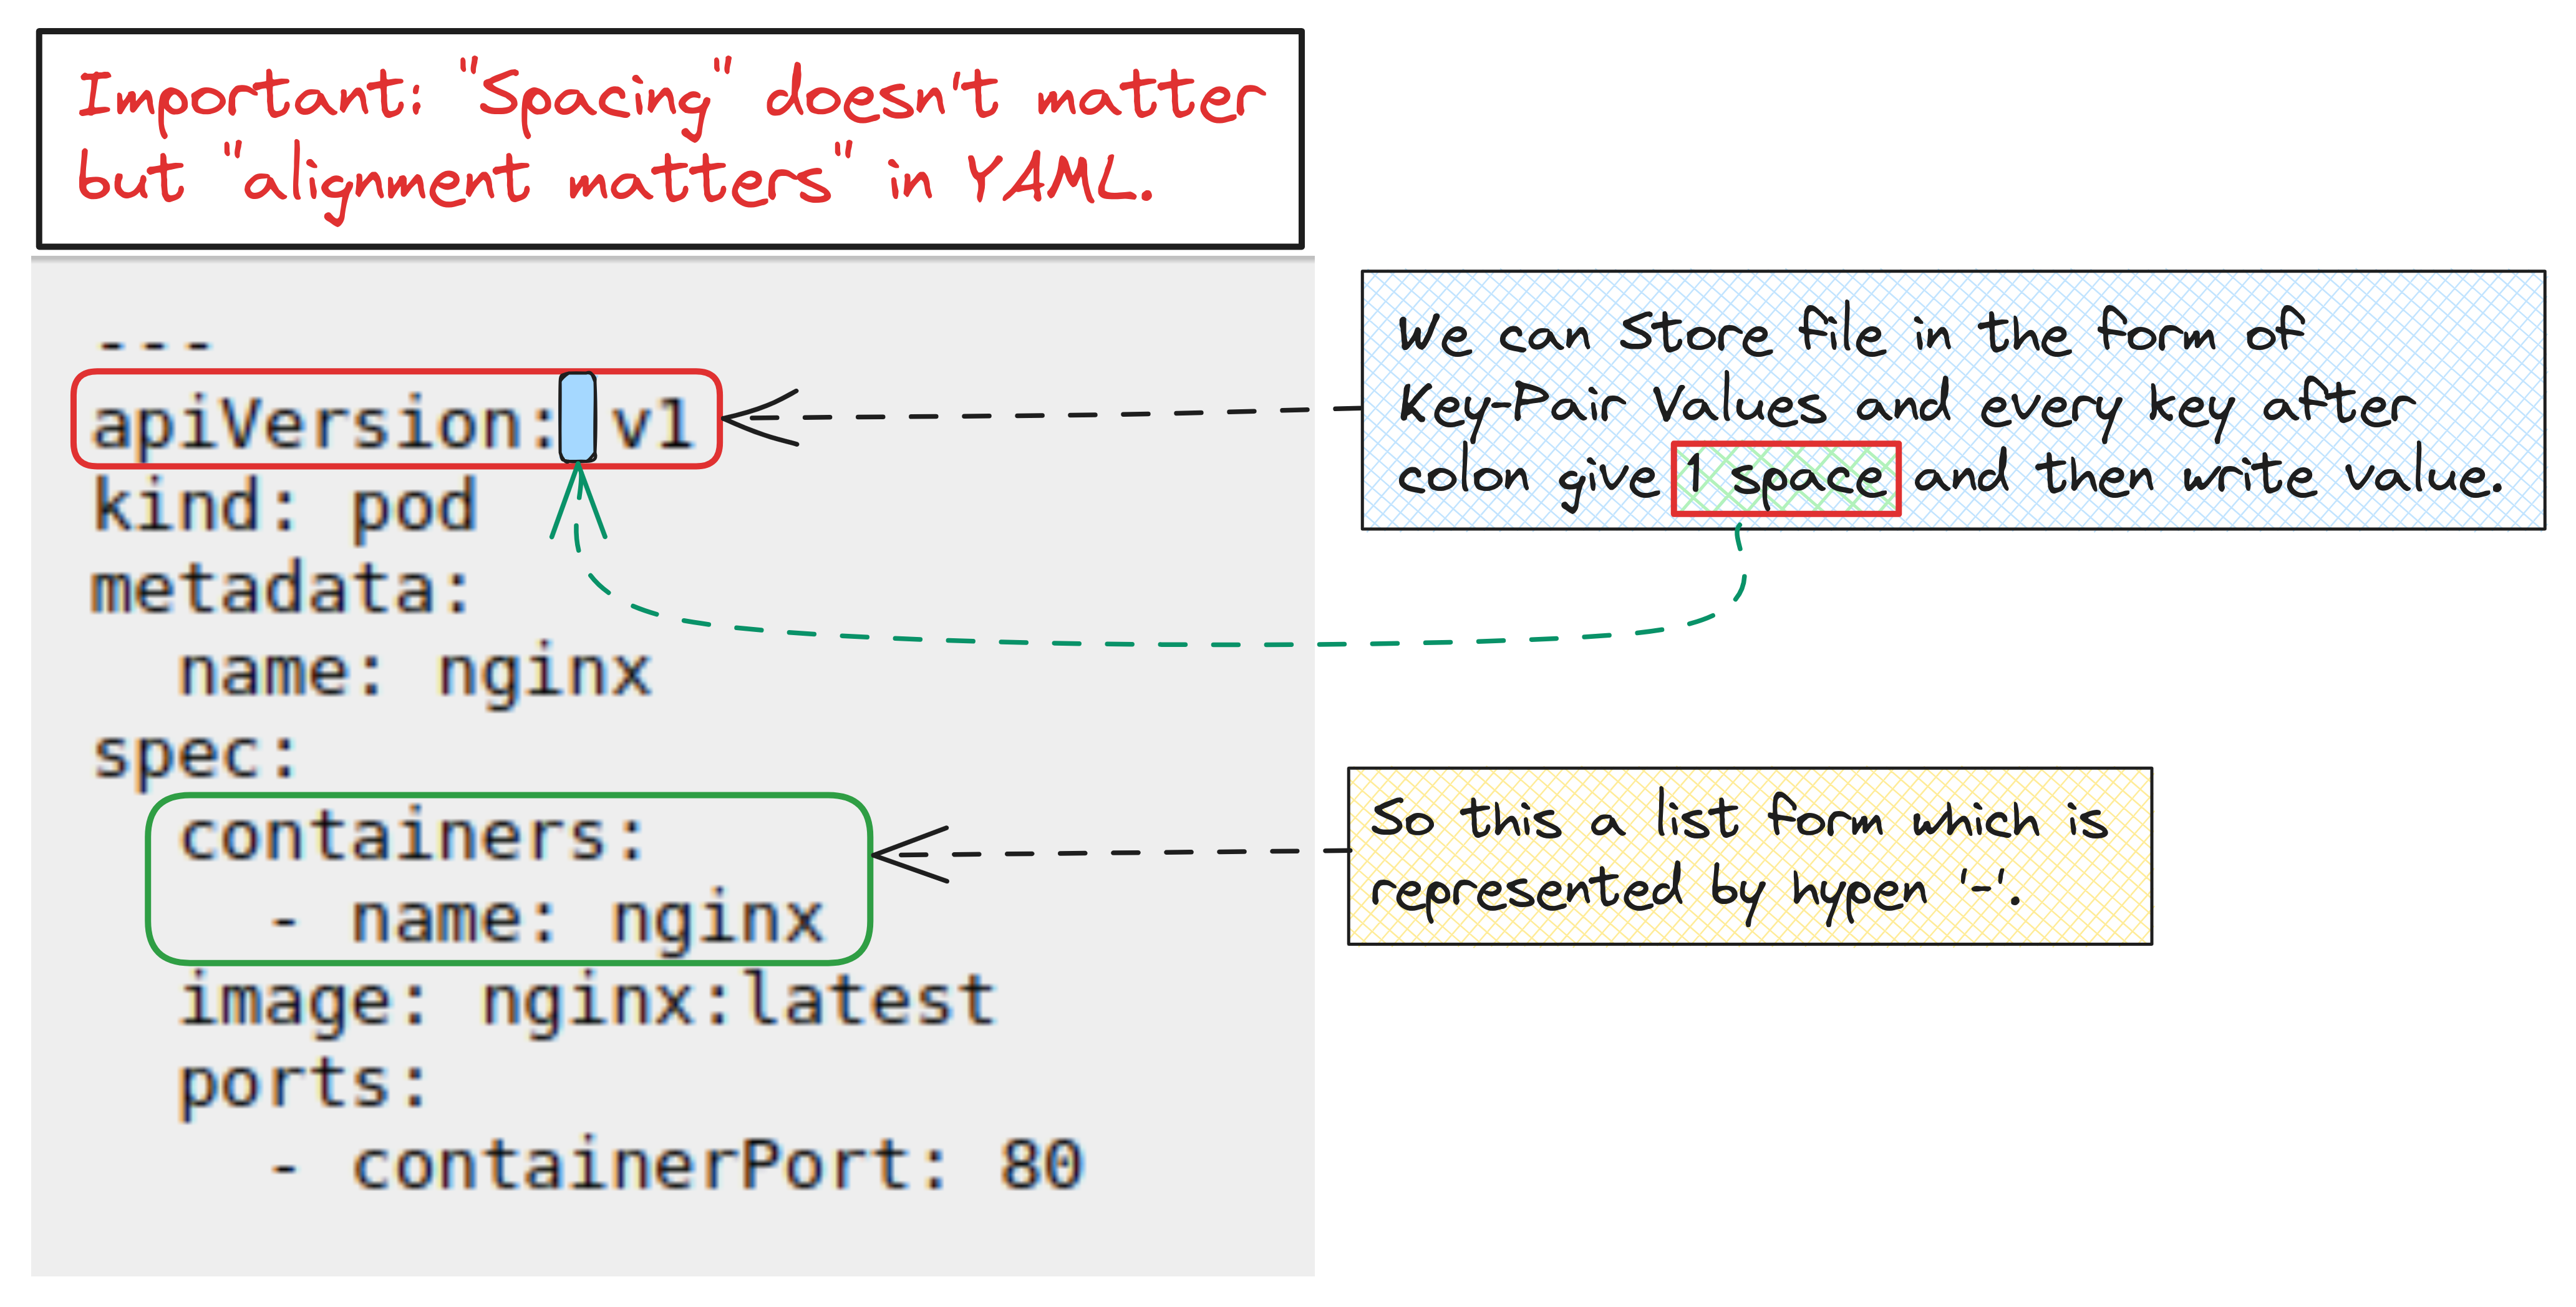 Important: "Spacing" doesn't matter
but "alignment matters" in YAML.
---
apiVersion: v1
kind: pod
metadata:
  name: nginx
spec:
  containers:
    - name: nginx
  image: nginx:latest
  ports:
    - containerPort: 80
We can Store file in the form of
Key-Pair Values and every key after
colon give 1 space and then write value.
So this a list form which is
represented by hypen '-'.